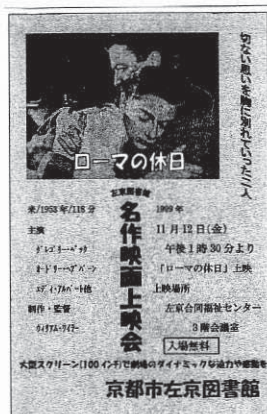 切ない思いを胸に別れていった二人
ローマの休日
左京図書館
名作映画上映会
米/1953年/118分
主演
グレゴリー・ペック
オードリー・ヘプバーン
エディ・アルバート他
制作・監督
ウィリアム・ワイラー
1999年
11月12日(金)
午後1時30分より
「ローマの休日」上映
上映場所
左京合同福祉センター
3階会議室
入場無料
大型スクリーン(100インチ)で劇場のダイナミックな迫力や感動を
京都市左京図書館